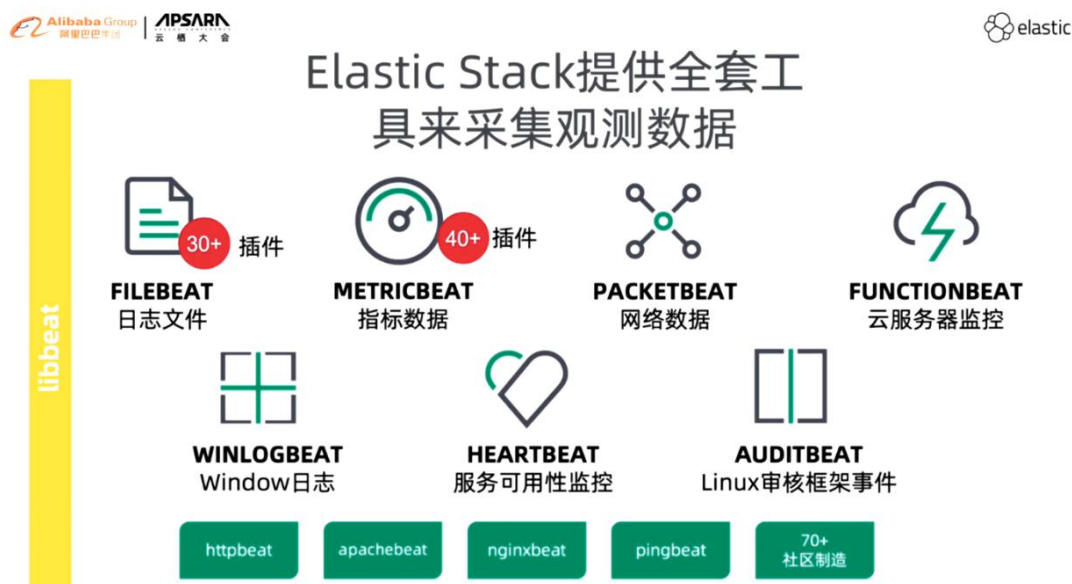 Alibaba Group
阿里巴巴集团
APSARA
云栖大会
elastic
Elastic Stack提供全套工
具来采集观测数据
30+ 插件
40+ 插件
FILEBEAT
日志文件
METRICBEAT
指标数据
PACKETBEAT
网络数据
FUNCTIONBEAT
云服务器监控
libbeat
WINLOGBEAT
Window日志
HEARTBEAT
服务可用性监控
AUDITBEAT
Linux审核框架事件
httpbeat
apachebeat
nginxbeat
pingbeat
70+
社区制造